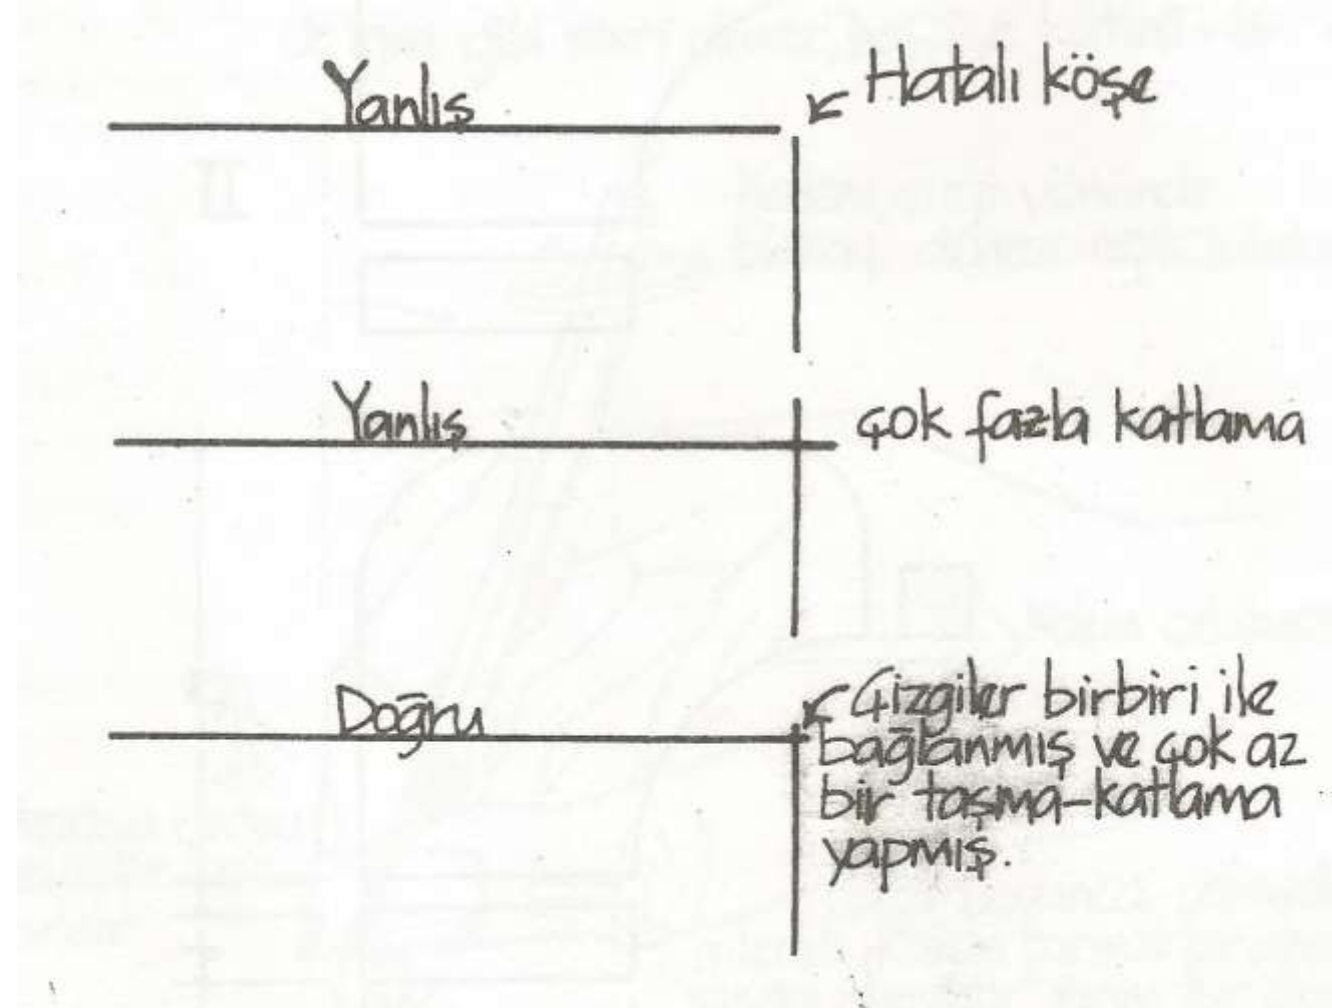 Yanlış
Hatalı köşe
Yanlış
çok fazla katlama
Doğru
Çizgiler birbiri ile
bağlanmış ve çok az
bir taşma-katlama
yapmış.